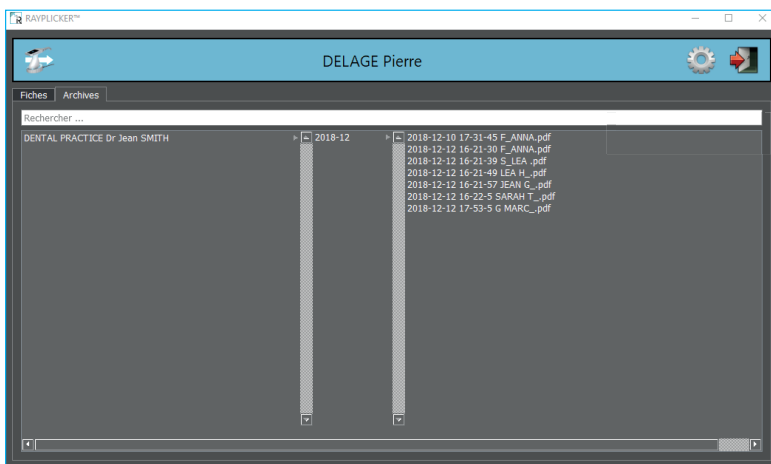 RAYPLICKER™
DELAGE Pierre
Fiches Archives
Rechercher ...
DENTAL PRACTICE Dr Jean SMITH
2018-12
2018-12-10 17-31-45 F_ANNA.pdf
2018-12-12 16-21-30 F_ANNA.pdf
2018-12-12 16-21-39 S_LEA .pdf
2018-12-12 16-21-49 LEA H_.pdf
2018-12-12 16-21-57 JEAN G_.pdf
2018-12-12 16-22-5 SARAH T_.pdf
2018-12-12 17-53-5 G MARC_.pdf